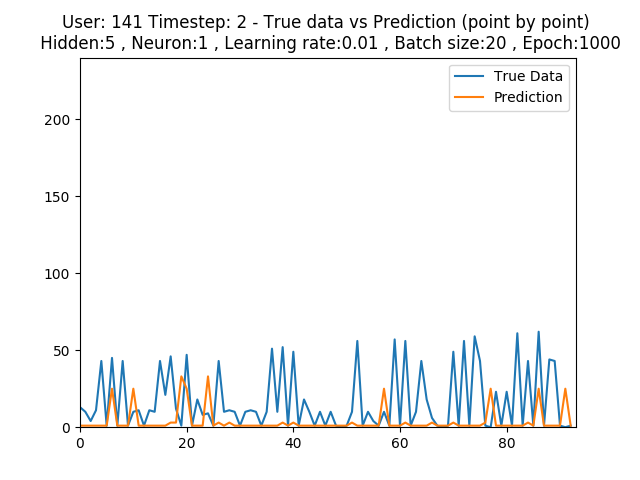 User: 141 Timestep: 2 - True data vs Prediction (point by point)
Hidden:5 , Neuron:1 , Learning rate:0.01 , Batch size:20 , Epoch:1000
True Data
Prediction
200
150
100
50
0
0 20 40 60 80